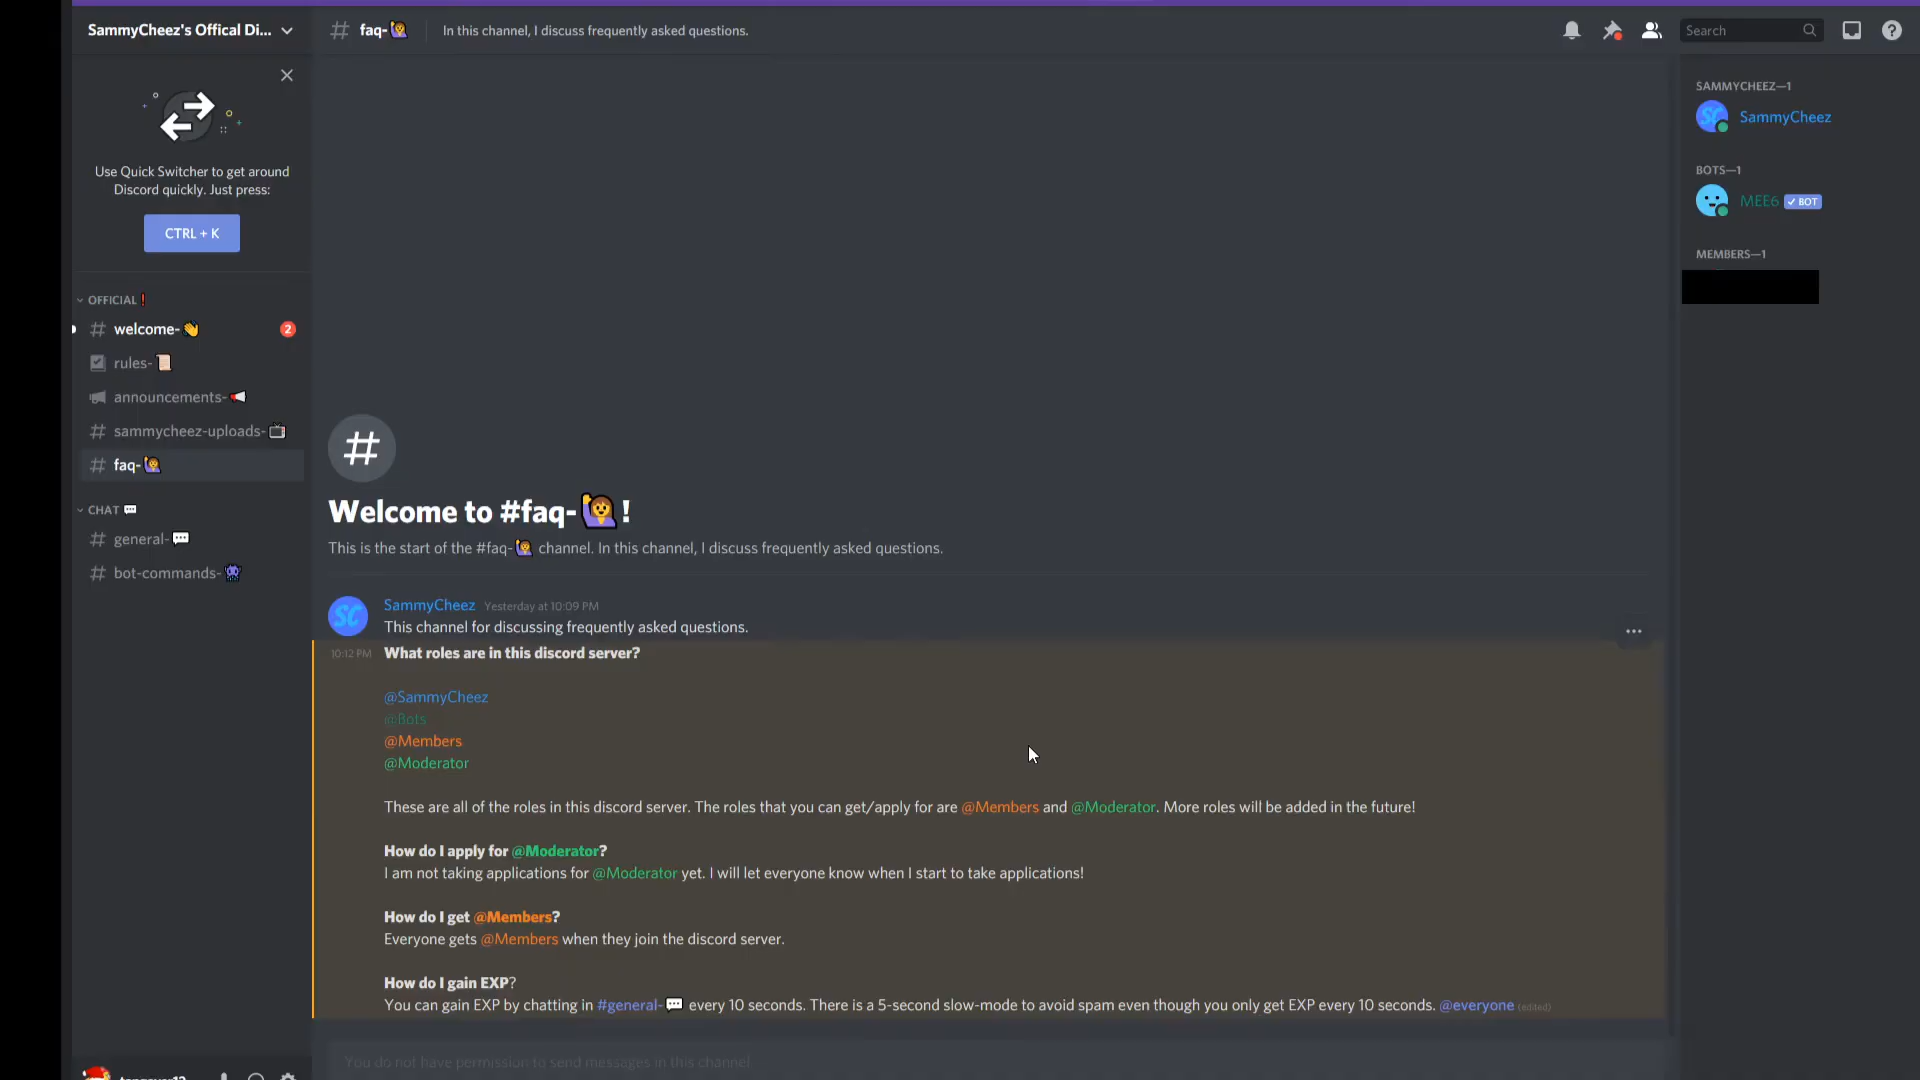 SammyCheez's Offical Di...
faq-
In this channel, I discuss frequently asked questions.
Search
Use Quick Switcher to get around
Discord quickly. Just press:
CTRL + K
OFFICIAL
welcome-
2
rules-
announcements-
sammycheez-uploads-
faq-
CHAT
general-
bot-commands-
Welcome to #faq- !
This is the start of the #faq- channel. In this channel, I discuss frequently asked questions.
SC
SammyCheez Yesterday at 10:09 PM
This channel for discussing frequently asked questions.
10:12 PM What roles are in this discord server?
@SammyCheez
@Bots
@Members
@Moderator
These are all of the roles in this discord server. The roles that you can get/apply for are @Members and @Moderator. More roles will be added in the future!
How do I apply for @Moderator?
I am not taking applications for @Moderator yet. I will let everyone know when I start to take applications!
How do I get @Members?
Everyone gets @Members when they join the discord server.
How do I gain EXP?
You can gain EXP by chatting in #general- every 10 seconds. There is a 5-second slow-mode to avoid spam even though you only get EXP every 10 seconds. @everyone (edited)
You do not have permission to send messages in this channel.
SAMMYCHEEZ—1
SC
SammyCheez
BOTS—1
MEE6 BOT
MEMBERS—1